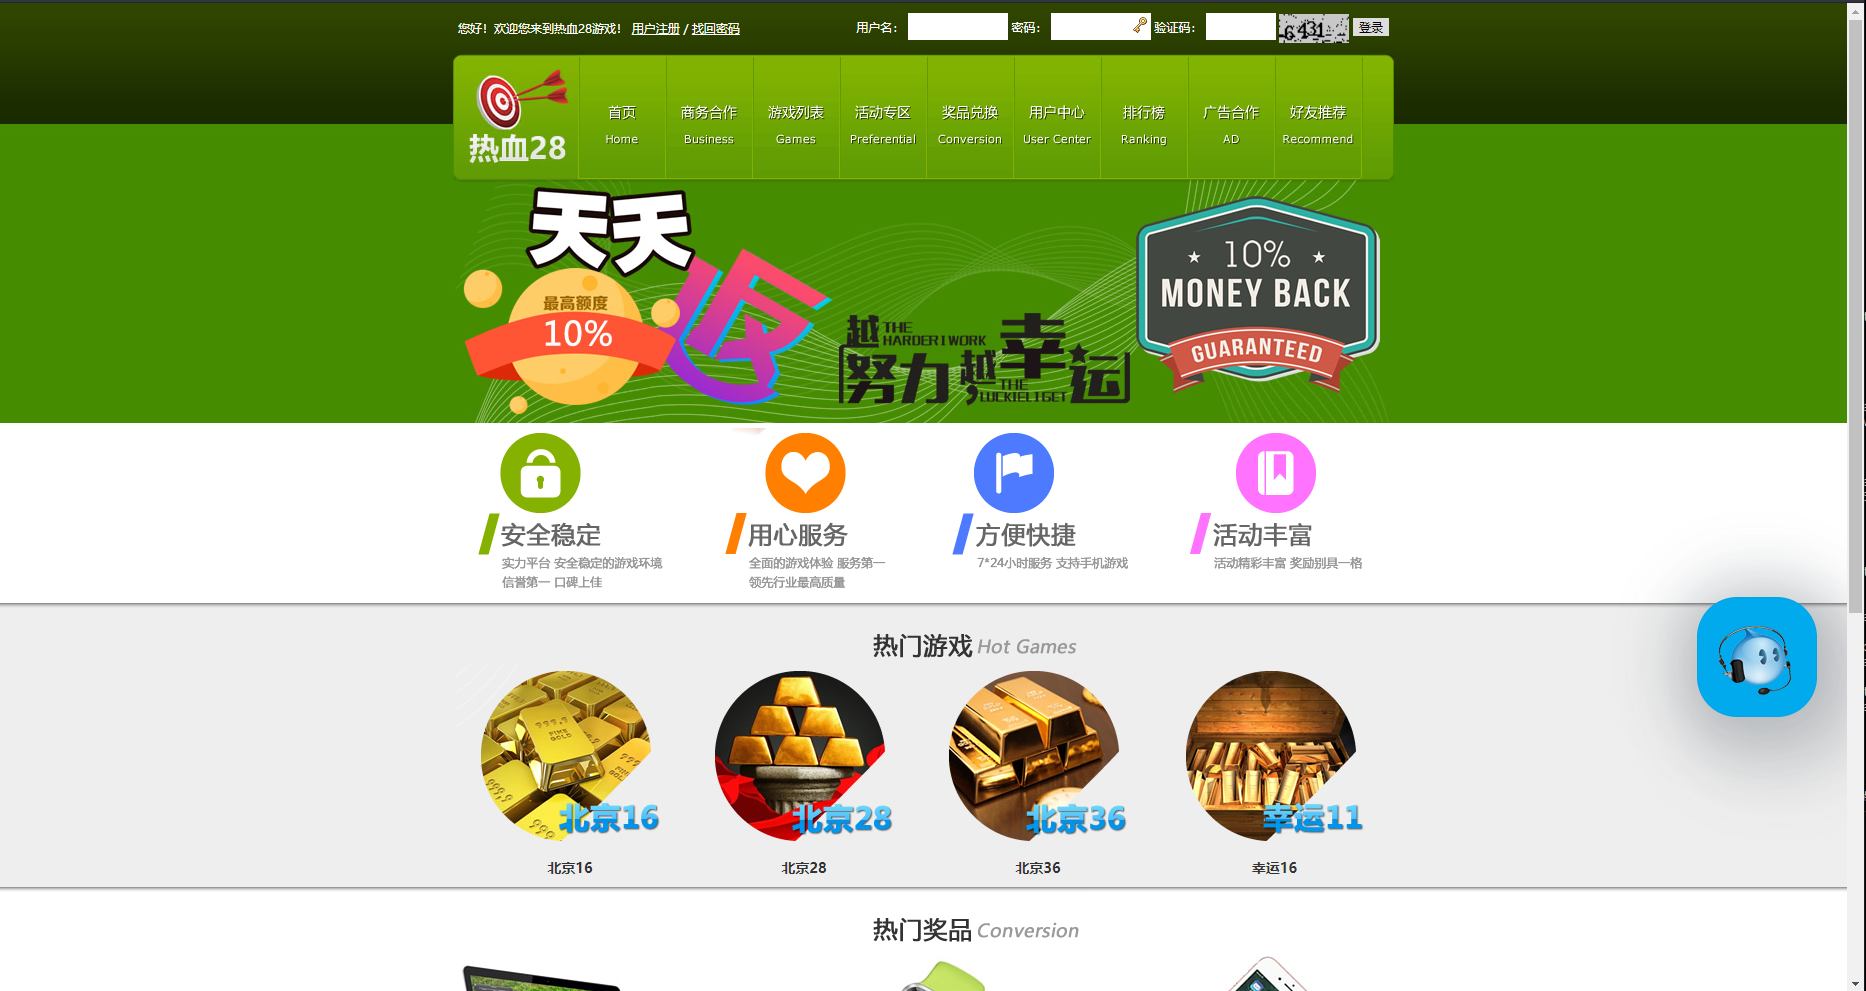 您好！欢迎您来到热血28游戏！ 用户注册 / 找回密码
用户名： 密码： 验证码： 6431 登录
热血28
首页 商务合作 游戏列表 活动专区 奖品兑换 用户中心 排行榜 广告合作 好友推荐
Home Business Games Preferential Conversion User Center Ranking AD Recommend
天天
返
最高额度
10%
越 THE HARDER I WORK 幸
努力 越 THE LUCKIE I GET 运
10%
MONEY BACK
GUARANTEED
安全稳定
实力平台 安全稳定的游戏环境
信誉第一 口碑上佳
用心服务
全面的游戏体验 服务第一
领先行业最高质量
方便快捷
7*24小时服务 支持手机游戏
活动丰富
活动精彩丰富 奖励别具一格
热门游戏 Hot Games
999.9
FINE
GOLD
北京16
北京28
北京36
幸运11
北京16
北京28
北京36
幸运16
热门奖品 Conversion